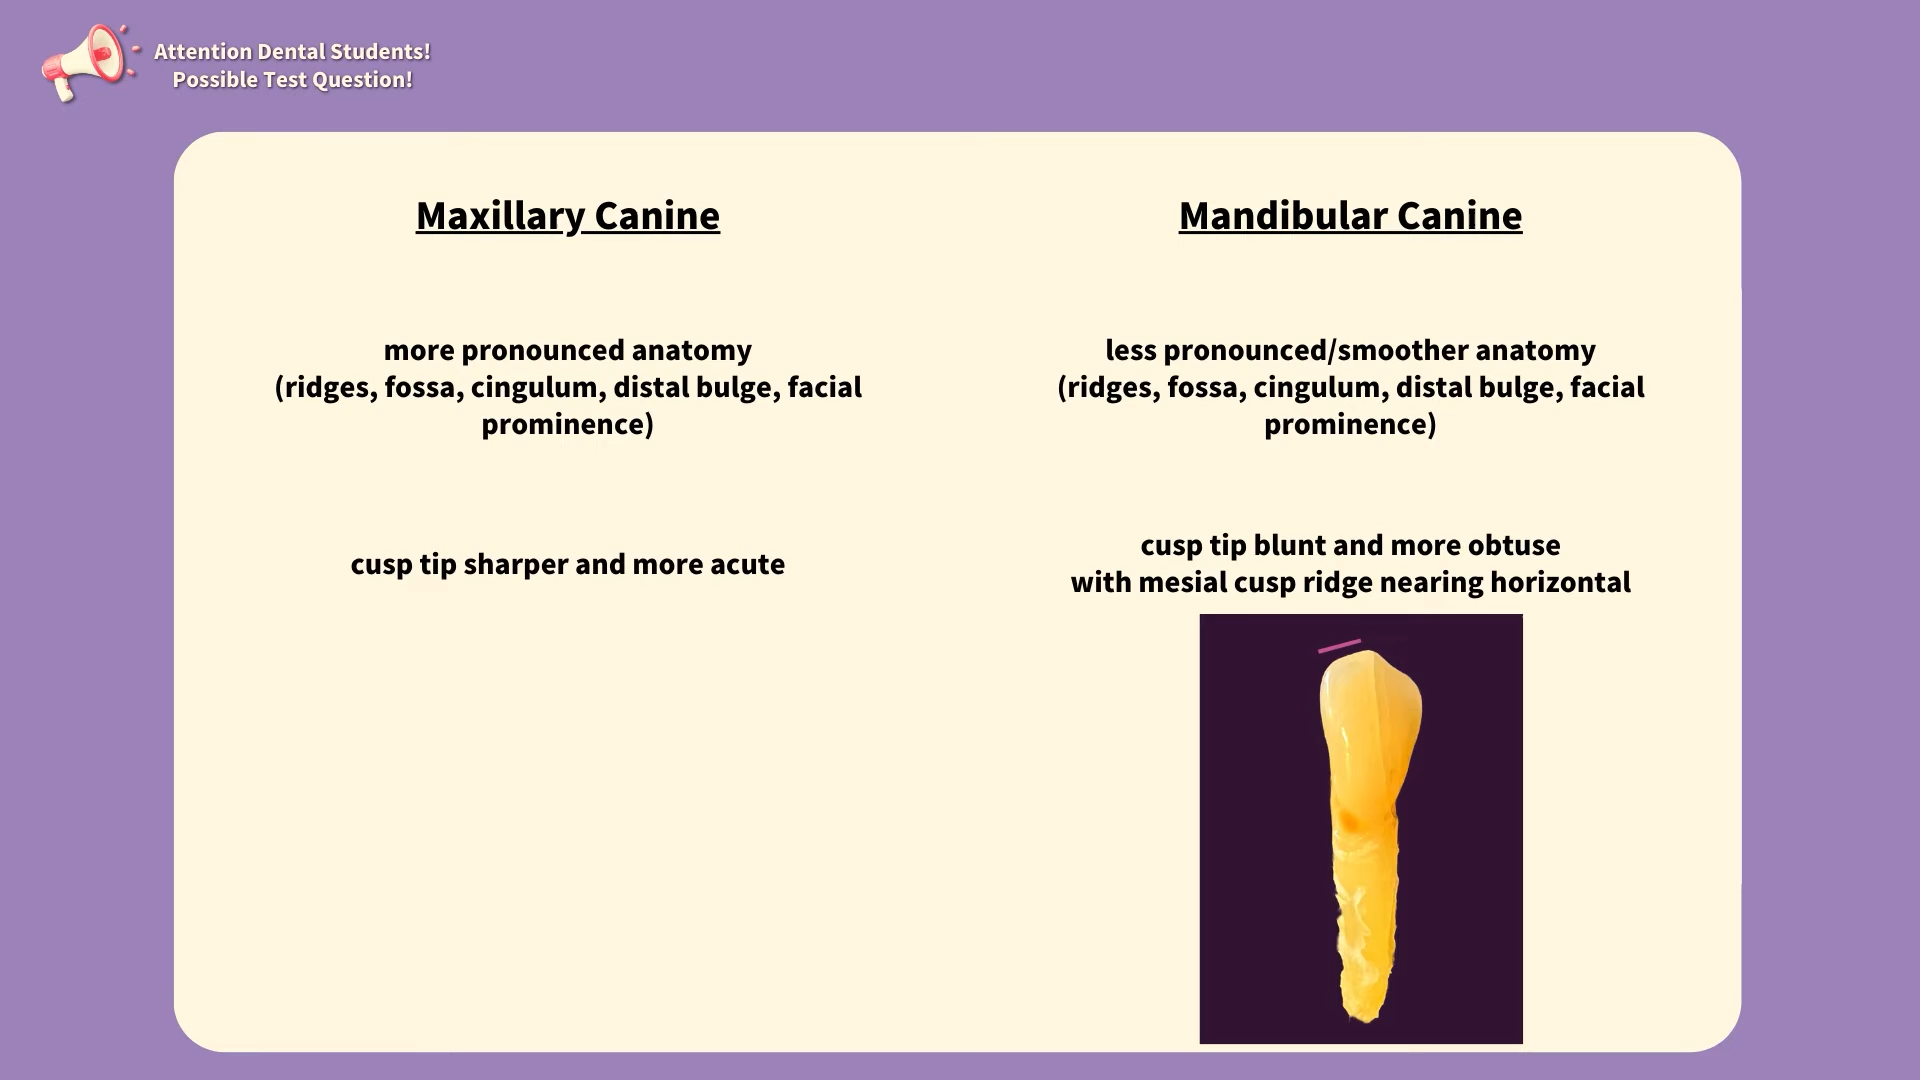 Attention Dental Students!
Possible Test Question!
Maxillary Canine
more pronounced anatomy
(ridges, fossa, cingulum, distal bulge, facial
prominence)
cusp tip sharper and more acute
Mandibular Canine
less pronounced/smoother anatomy
(ridges, fossa, cingulum, distal bulge, facial
prominence)
cusp tip blunt and more obtuse
with mesial cusp ridge nearing horizontal